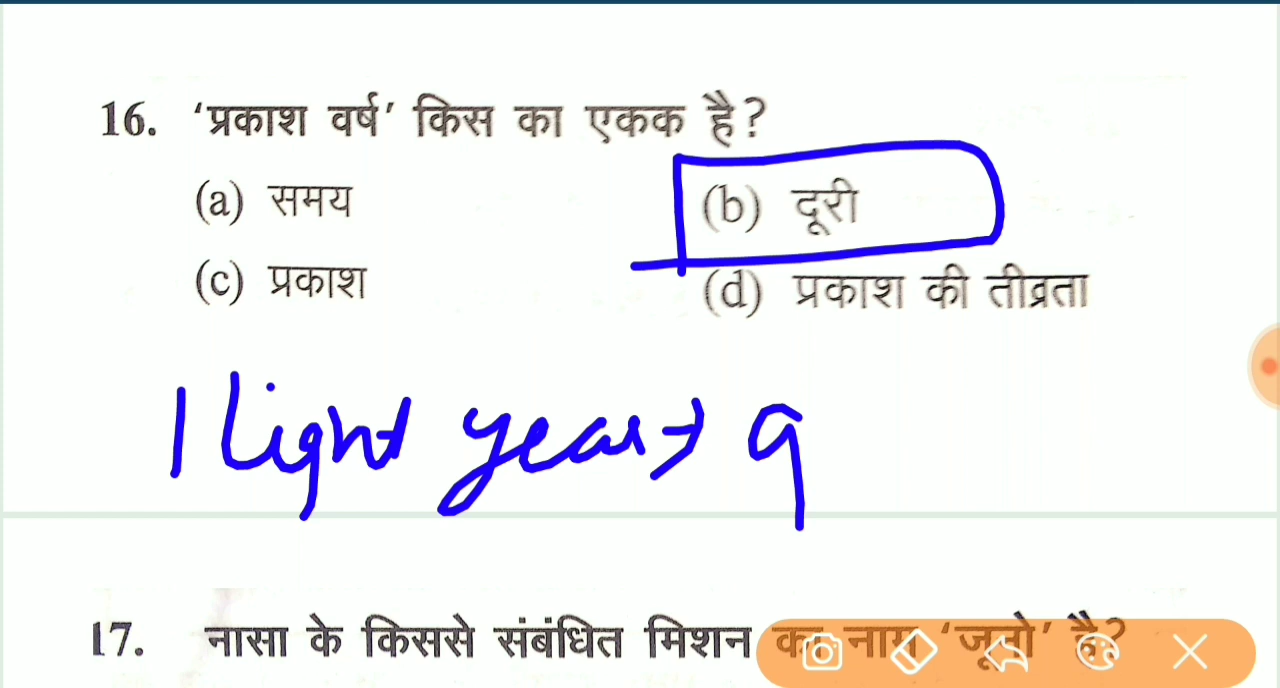 16. ‘प्रकाश वर्ष’ किस का एकक है?
(a) समय (b) दूरी
(c) प्रकाश (d) प्रकाश की तीव्रता
1 light year → 9
17. नासा के किससे संबंधित मिशन का नाम ‘जूनो’ है?